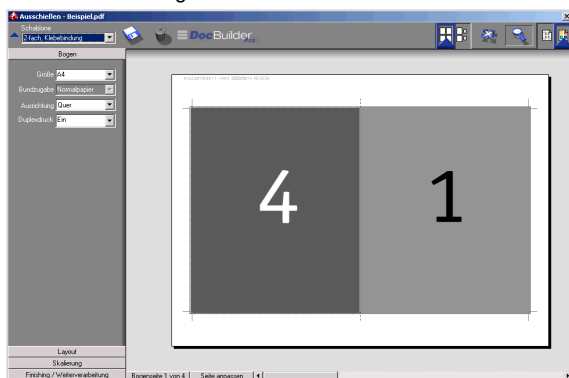 Ausschießen - Beispiel.pdf
Schablone
2-fach, Klebebindung
DocBuilder Pro
Bogen
Größe A4
Bundzugabe Normalpapier
Ausrichtung Quer
Duplexdruck Ein
4
1
Layout
Skalierung
Finishing / Weiterverarbeitung
Bogenseite 1 von 4
Seite anpassen